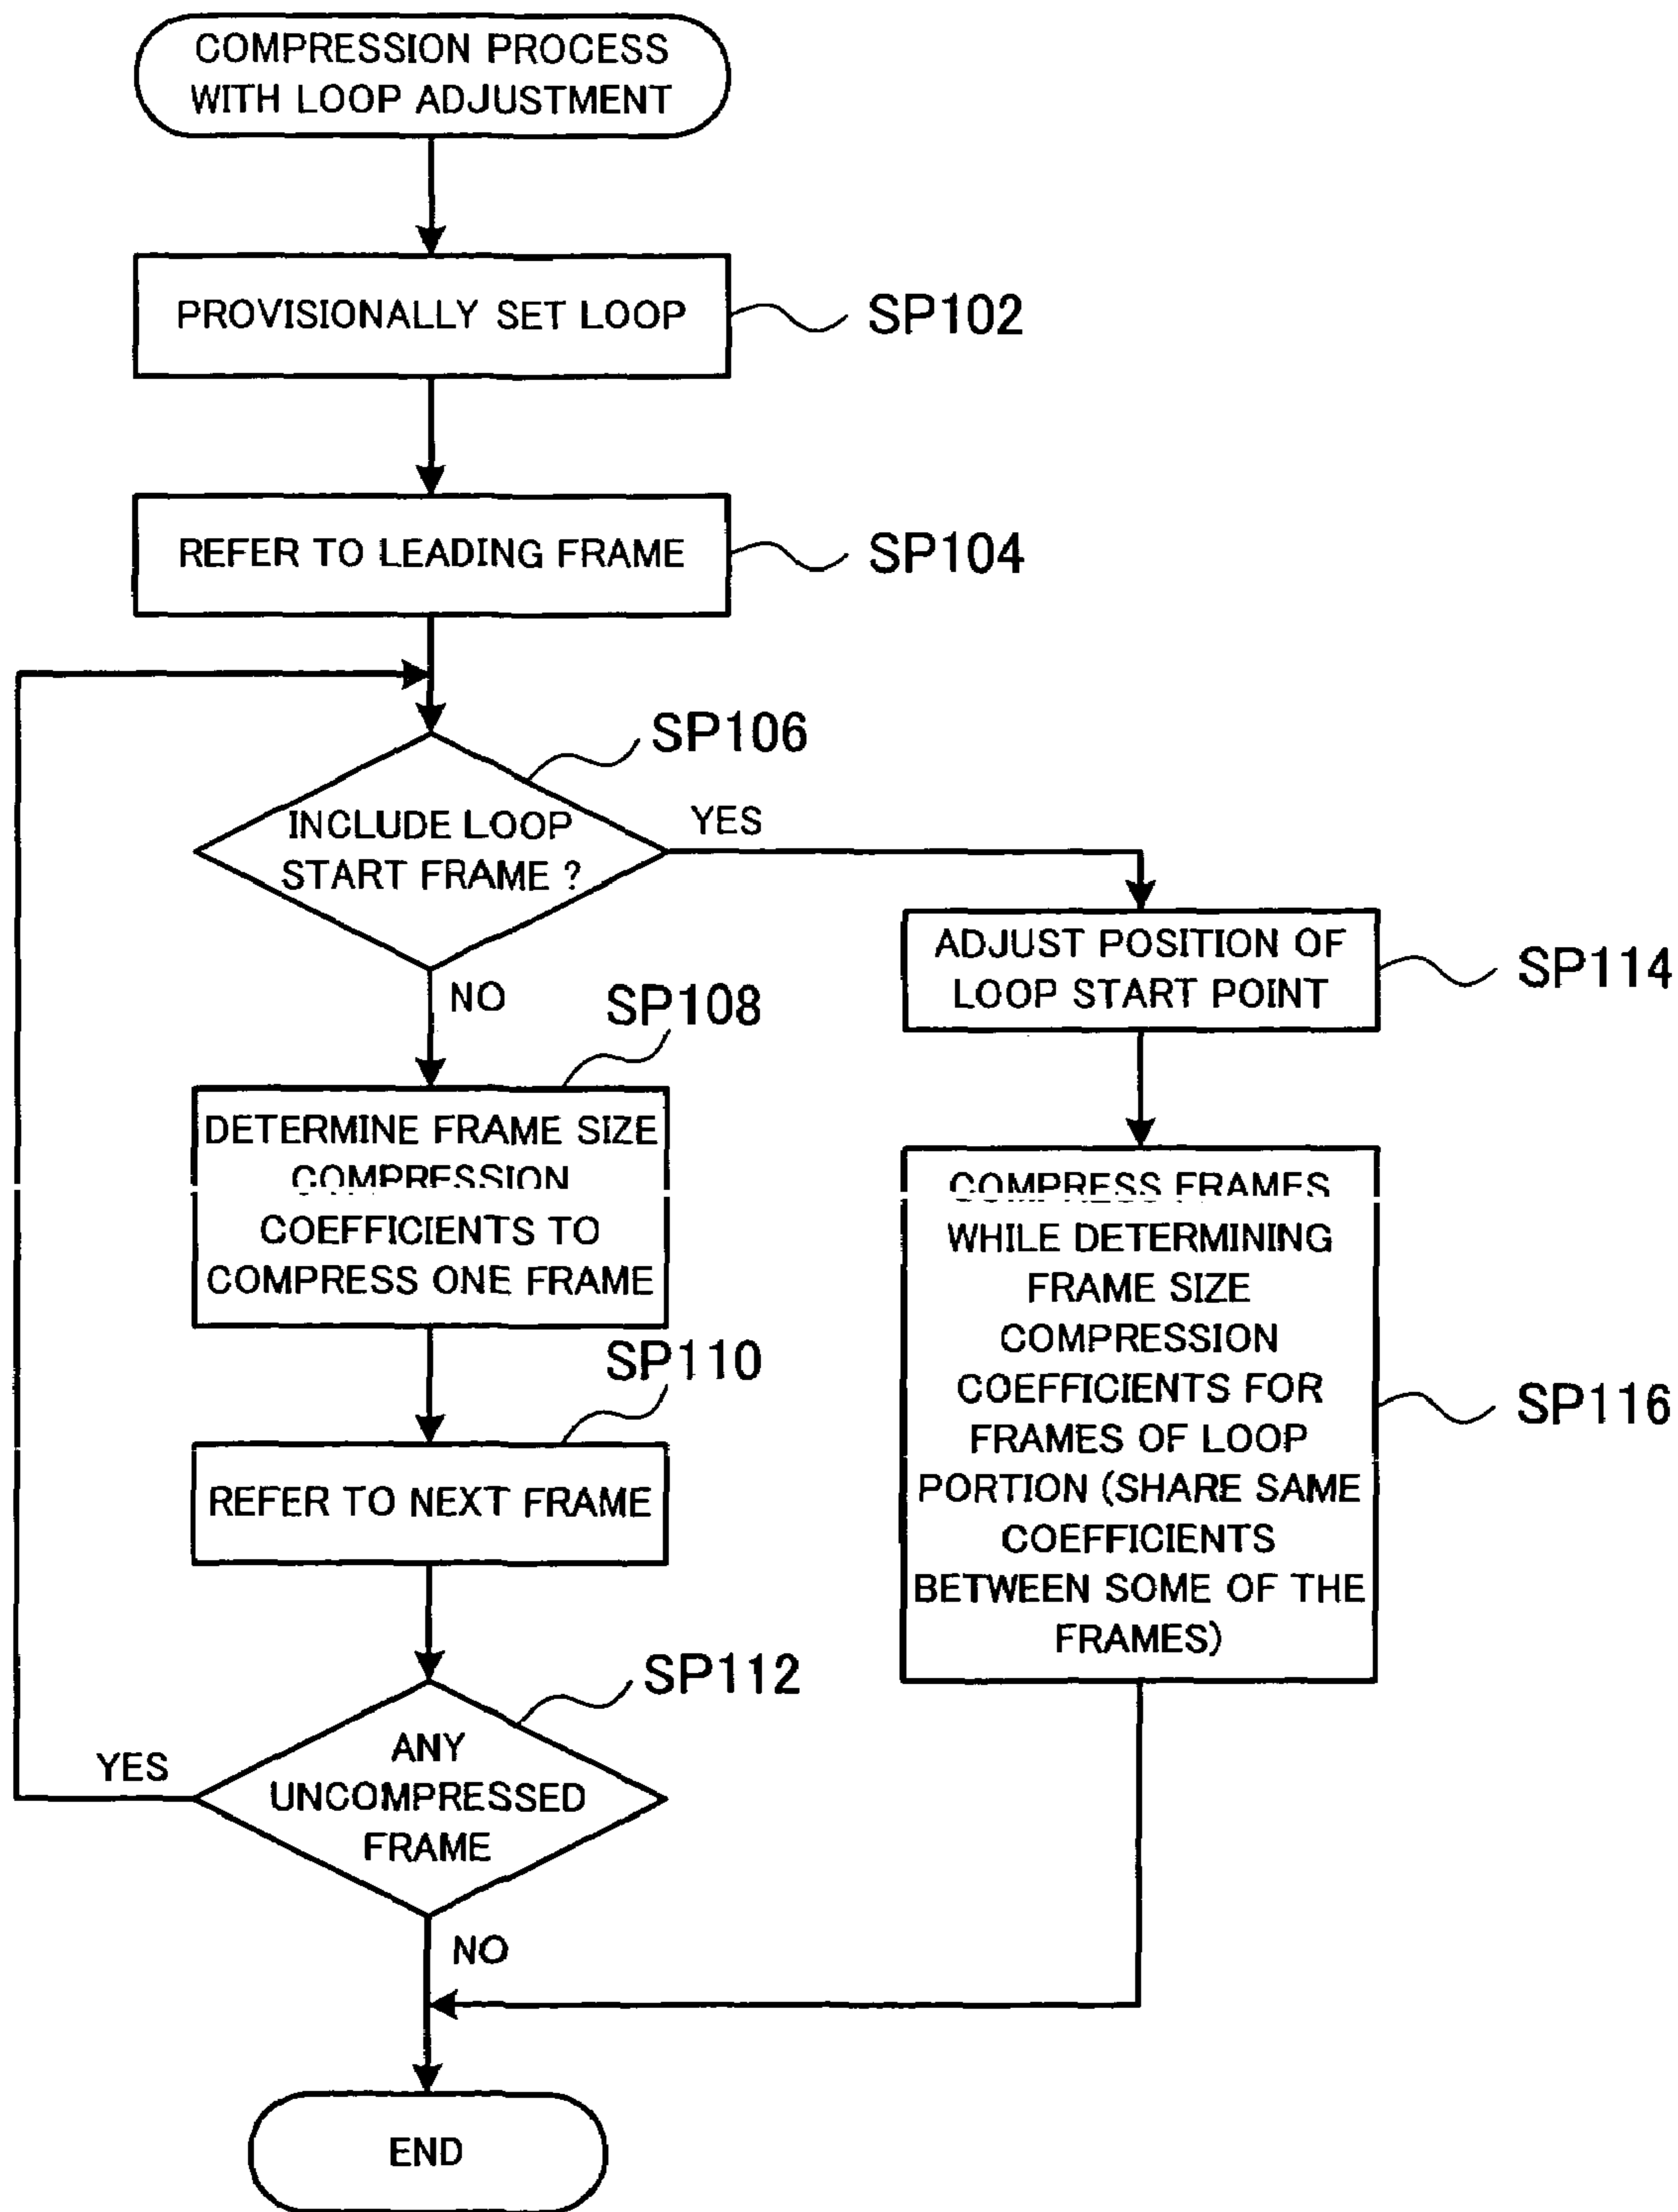 COMPRESSION PROCESS
WITH LOOP ADJUSTMENT
PROVISIONALLY SET LOOP
SP102
REFER TO LEADING FRAME
SP104
SP106
INCLUDE LOOP
START FRAME ?
YES
NO
ADJUST POSITION OF
LOOP START POINT
SP114
SP108
DETERMINE FRAME SIZE
COMPRESSION
COEFFICIENTS TO
COMPRESS ONE FRAME
COMPRESS FRAMES
WHILE DETERMINING
FRAME SIZE
COMPRESSION
COEFFICIENTS FOR
FRAMES OF LOOP
PORTION (SHARE SAME
COEFFICIENTS
BETWEEN SOME OF THE
FRAMES)
SP116
SP110
REFER TO NEXT FRAME
SP112
ANY
UNCOMPRESSED
FRAME
YES
NO
END